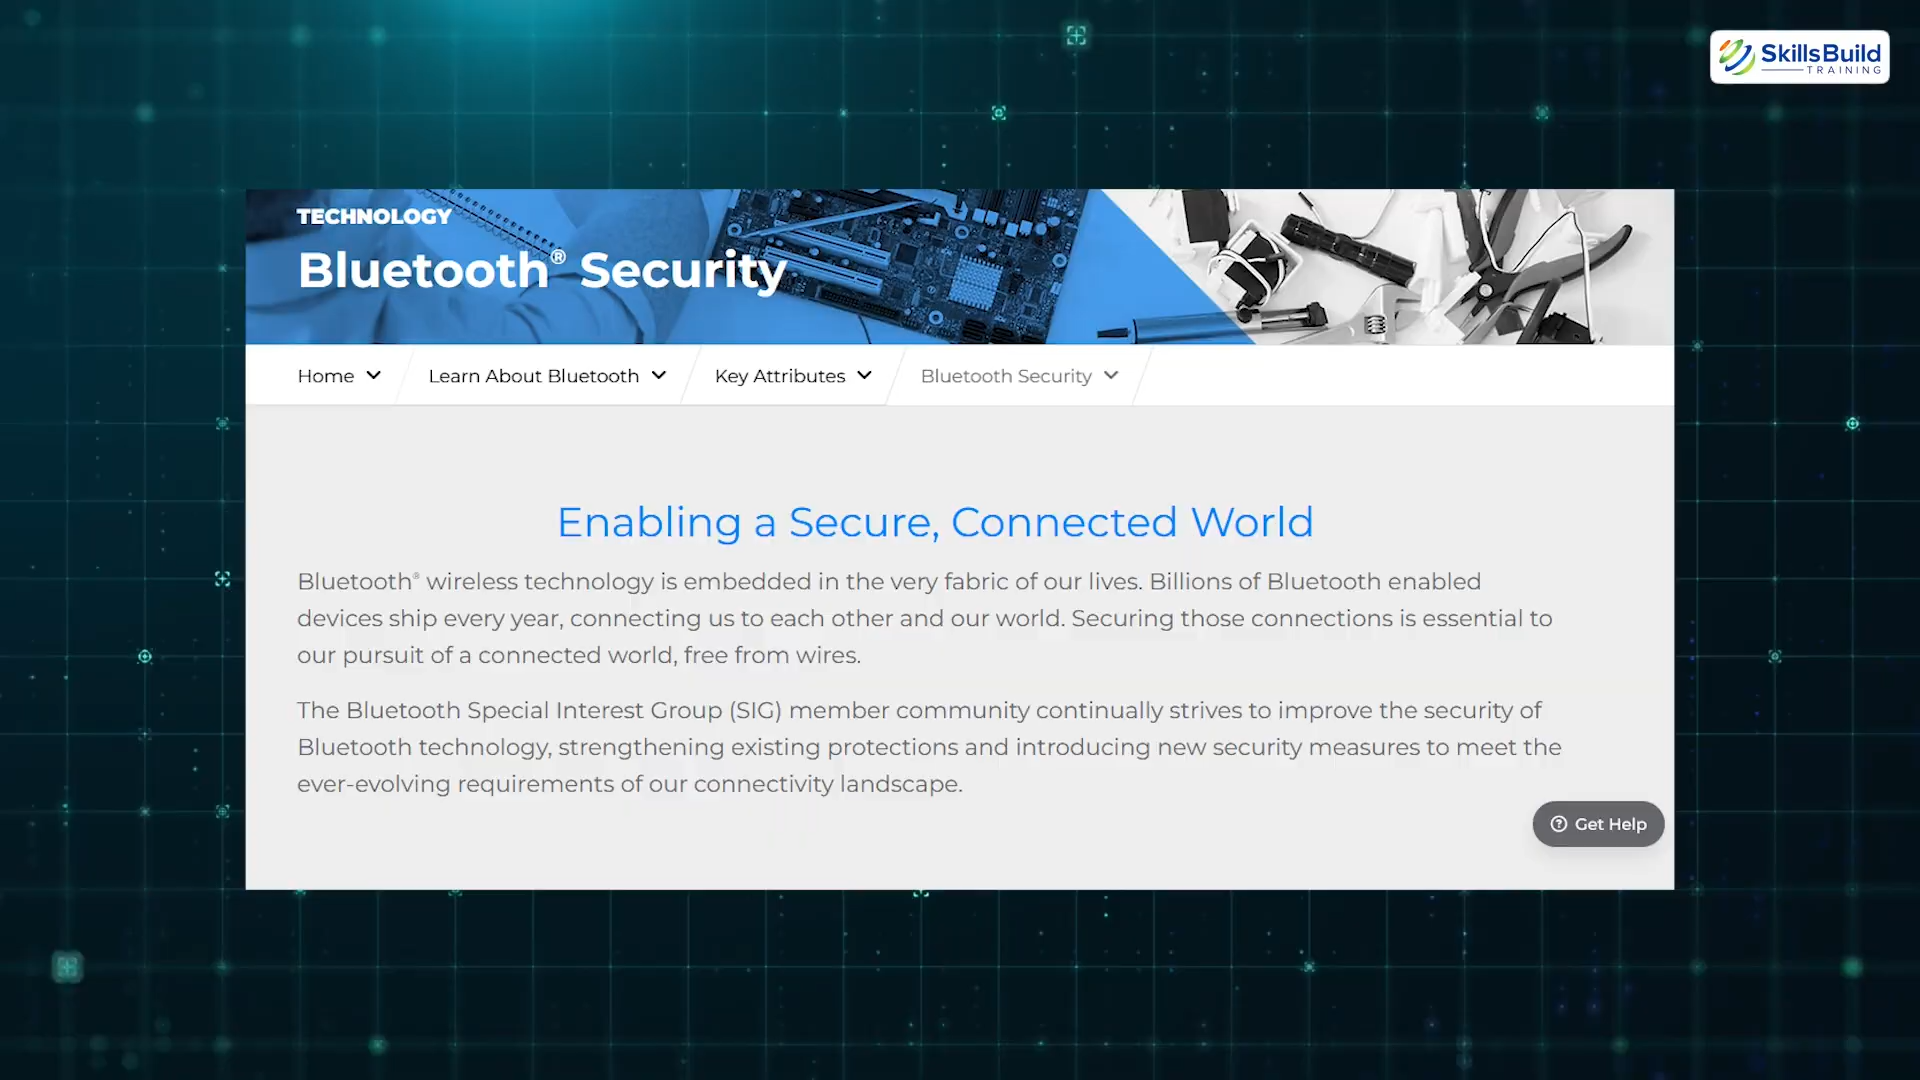 SkillsBuild
TRAINING
TECHNOLOGY
Bluetooth® Security
Home
Learn About Bluetooth
Key Attributes
Bluetooth Security
Enabling a Secure, Connected World
Bluetooth® wireless technology is embedded in the very fabric of our lives. Billions of Bluetooth enabled
devices ship every year, connecting us to each other and our world. Securing those connections is essential to
our pursuit of a connected world, free from wires.
The Bluetooth Special Interest Group (SIG) member community continually strives to improve the security of
Bluetooth technology, strengthening existing protections and introducing new security measures to meet the
ever-evolving requirements of our connectivity landscape.
Get Help